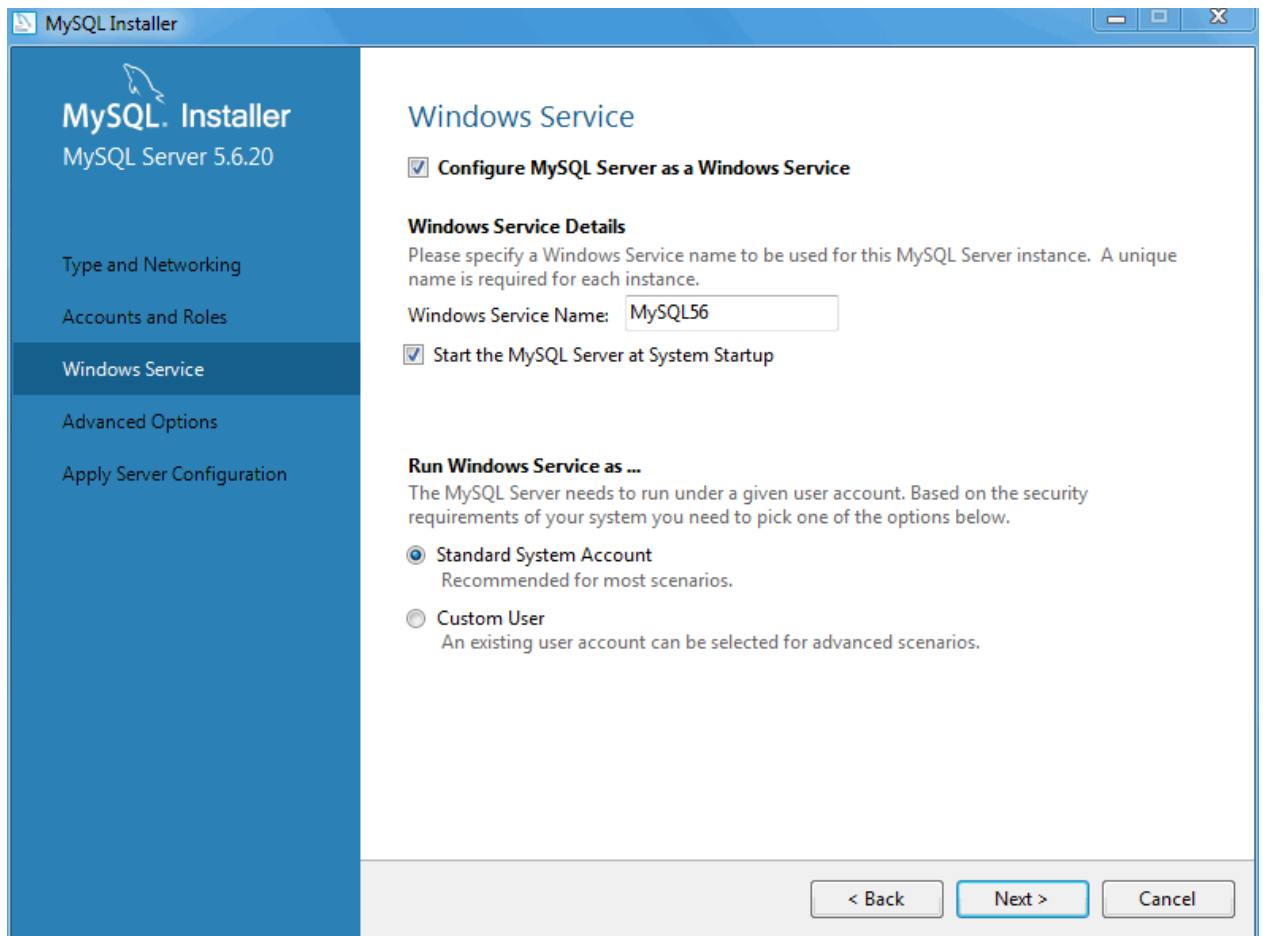 MySQL Installer
MySQL. Installer
MySQL Server 5.6.20
Type and Networking
Accounts and Roles
Windows Service
Advanced Options
Apply Server Configuration
Windows Service
Configure MySQL Server as a Windows Service
Windows Service Details
Please specify a Windows Service name to be used for this MySQL Server instance.  A unique
name is required for each instance.
Windows Service Name: MySQL56
Start the MySQL Server at System Startup
Run Windows Service as ...
The MySQL Server needs to run under a given user account. Based on the security
requirements of your system you need to pick one of the options below.
Standard System Account
Recommended for most scenarios.
Custom User
An existing user account can be selected for advanced scenarios.
< Back Next > Cancel